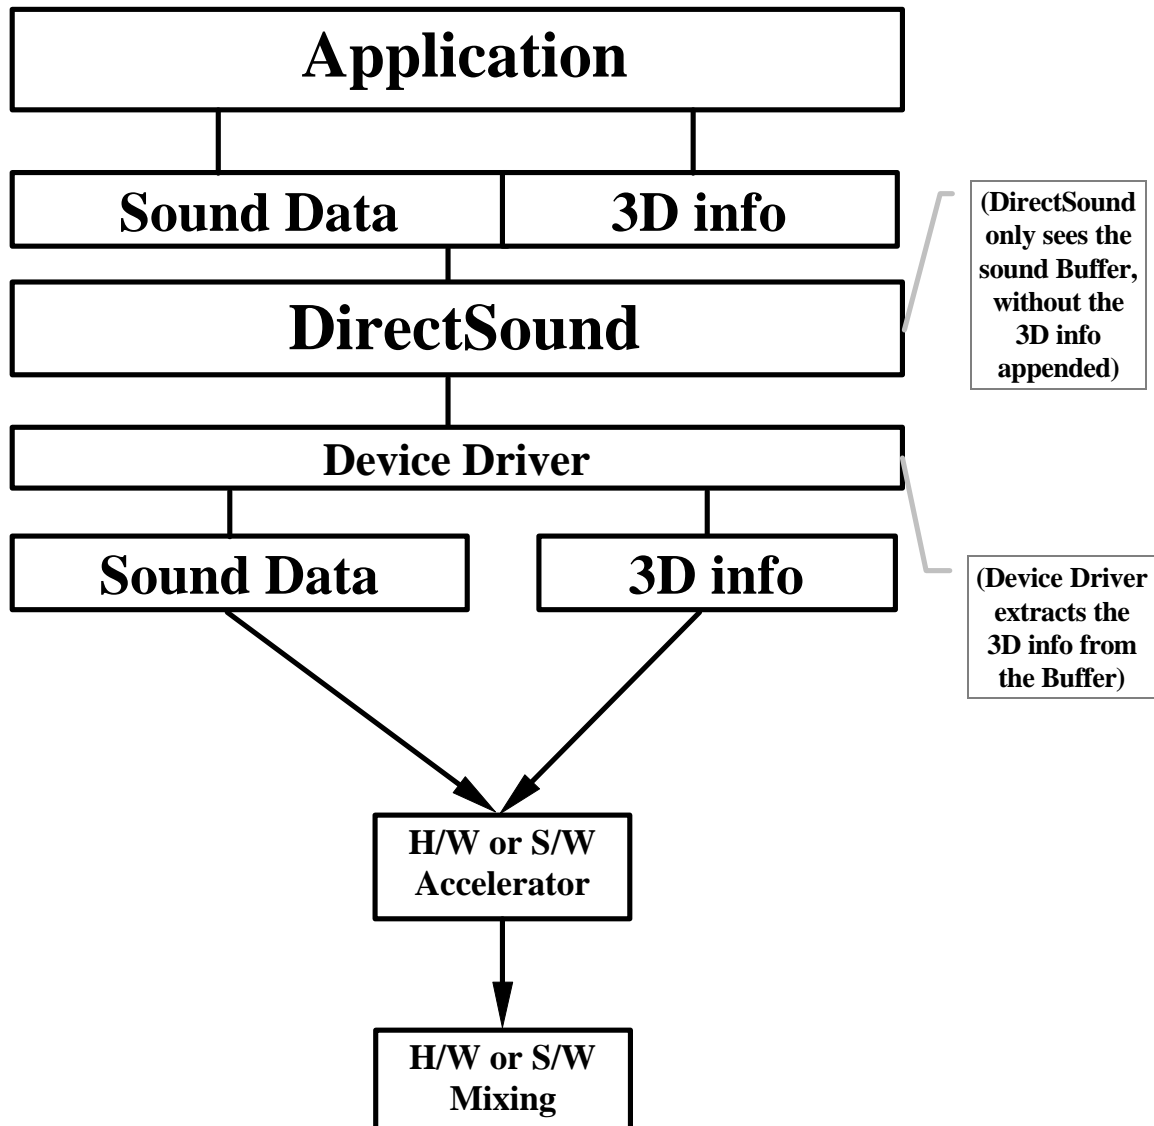 Application
Sound Data
3D info
(DirectSound
only sees the
sound Buffer,
without the
3D info
appended)
DirectSound
Device Driver
Sound Data
3D info
(Device Driver
extracts the
3D info from
the Buffer)
H/W or S/W
Accelerator
H/W or S/W
Mixing